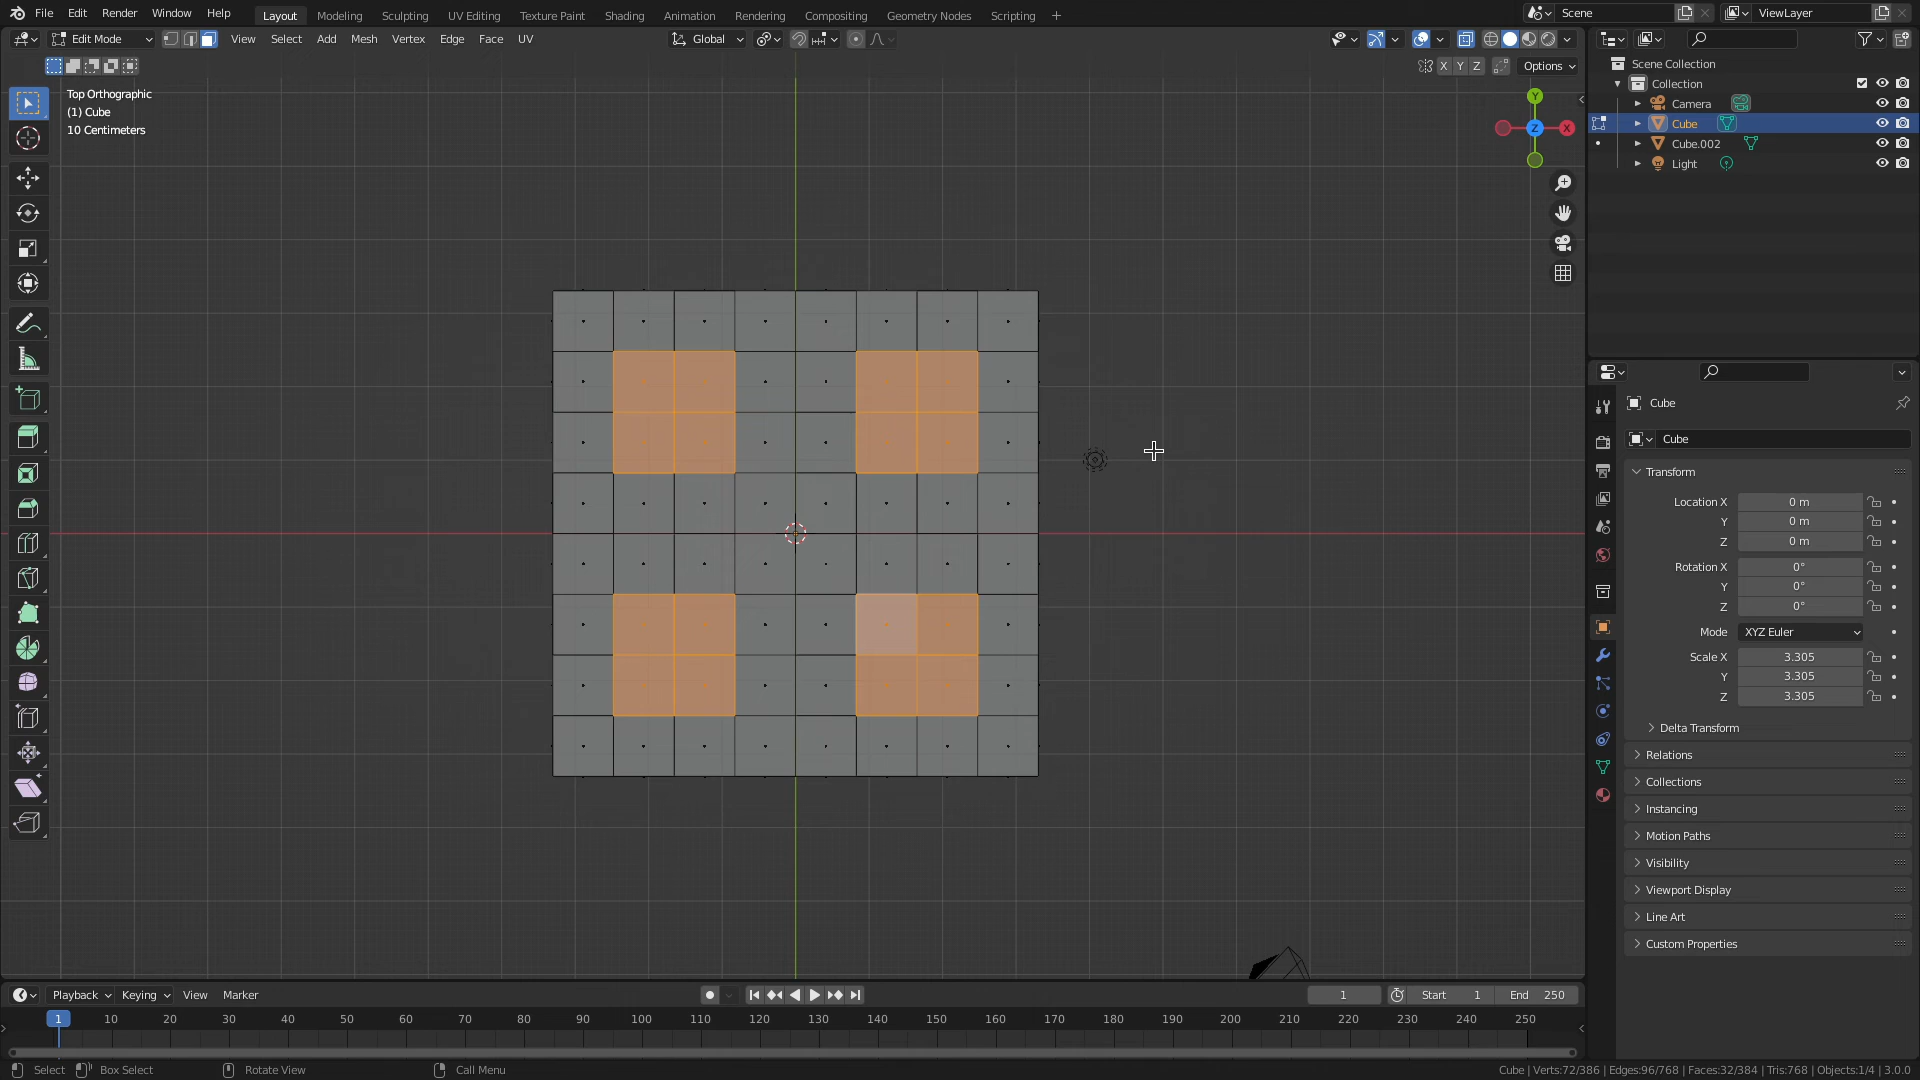 File Edit Render Window Help Layout Modeling Sculpting UV Editing Texture Paint Shading Animation Rendering Compositing Geometry Nodes Scripting + Scene ViewLayer
Edit Mode View Select Add Mesh Vertex Edge Face UV Global
X Y Z Options
Top Orthographic
(1) Cube
10 Centimeters
Y
Z X
Scene Collection
Collection
Camera
Cube
Cube.002
Light
Cube
Cube
Transform
Location X 0 m
Y 0 m
Z 0 m
Rotation X 0°
Y 0°
Z 0°
Mode XYZ Euler
Scale X 3.305
Y 3.305
Z 3.305
Delta Transform
Relations
Collections
Instancing
Motion Paths
Visibility
Viewport Display
Line Art
Custom Properties
Playback Keying View Marker 1 Start 1 End 250
1 10 20 30 40 50 60 70 80 90 100 110 120 130 140 150 160 170 180 190 200 210 220 230 240 250
Select Box Select Rotate View Call Menu Cube | Verts:72/386 | Edges:96/768 | Faces:32/384 | Tris:768 | Objects:1/4 | 3.0.0